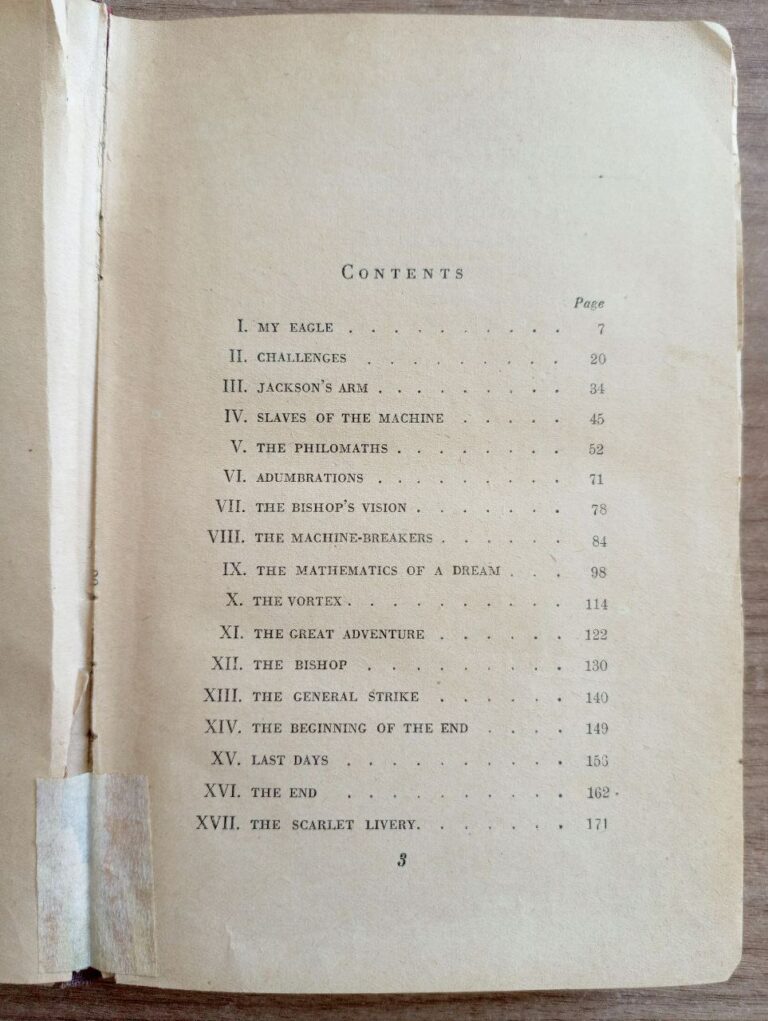 CONTENTS
Page
I. MY EAGLE . . . . . . . . . . 7
II. CHALLENGES . . . . . . . . . 20
III. JACKSON'S ARM . . . . . . . . 34
IV. SLAVES OF THE MACHINE . . . . . 45
V. THE PHILOMATHS . . . . . . . . 52
VI. ADUMBRATIONS . . . . . . . . 71
VII. THE BISHOP'S VISION . . . . . . . 78
VIII. THE MACHINE-BREAKERS . . . . . . 84
IX. THE MATHEMATICS OF A DREAM . . . 98
X. THE VORTEX . . . . . . . . . . 114
XI. THE GREAT ADVENTURE . . . . . . 122
XII. THE BISHOP . . . . . . . . . 130
XIII. THE GENERAL STRIKE . . . . . . 140
XIV. THE BEGINNING OF THE END . . . . 149
XV. LAST DAYS . . . . . . . . . . 156
XVI. THE END . . . . . . . . . . 162
XVII. THE SCARLET LIVERY. . . . . . . 171
3